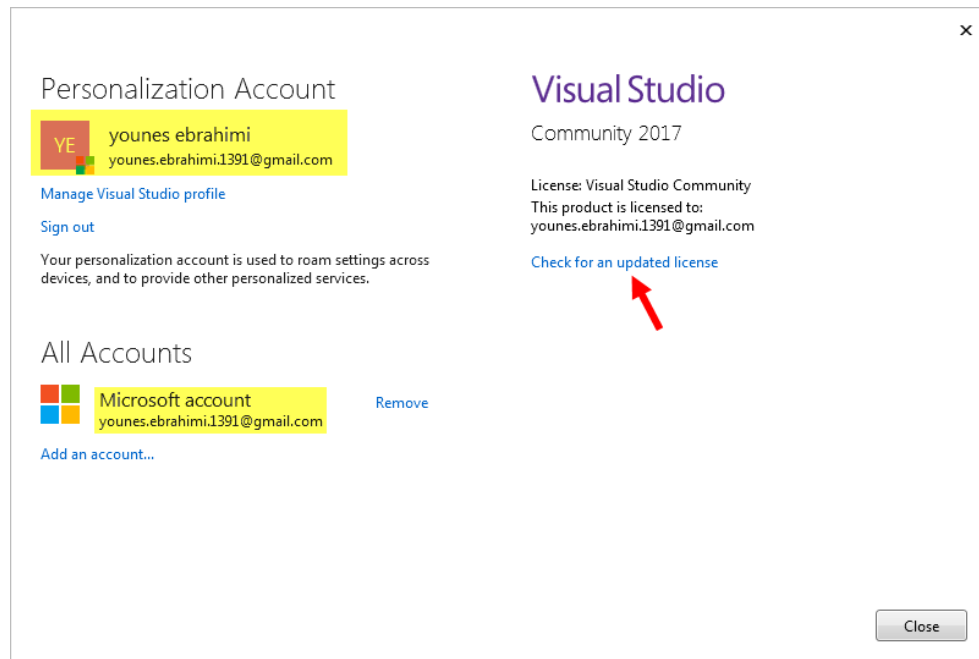 ×
Personalization Account
YE
younes ebrahimi
younes.ebrahimi.1391@gmail.com
Manage Visual Studio profile
Sign out
Your personalization account is used to roam settings across
devices, and to provide other personalized services.
All Accounts
Microsoft account
younes.ebrahimi.1391@gmail.com
Remove
Add an account...
Visual Studio
Community 2017
License: Visual Studio Community
This product is licensed to:
younes.ebrahimi.1391@gmail.com
Check for an updated license
Close